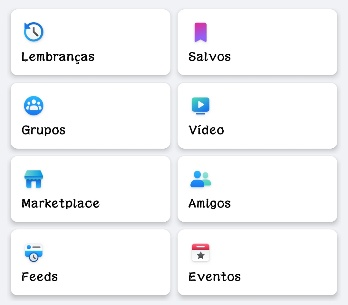 Lembranças
Salvos
Grupos
Vídeo
Marketplace
Amigos
Feeds
Eventos